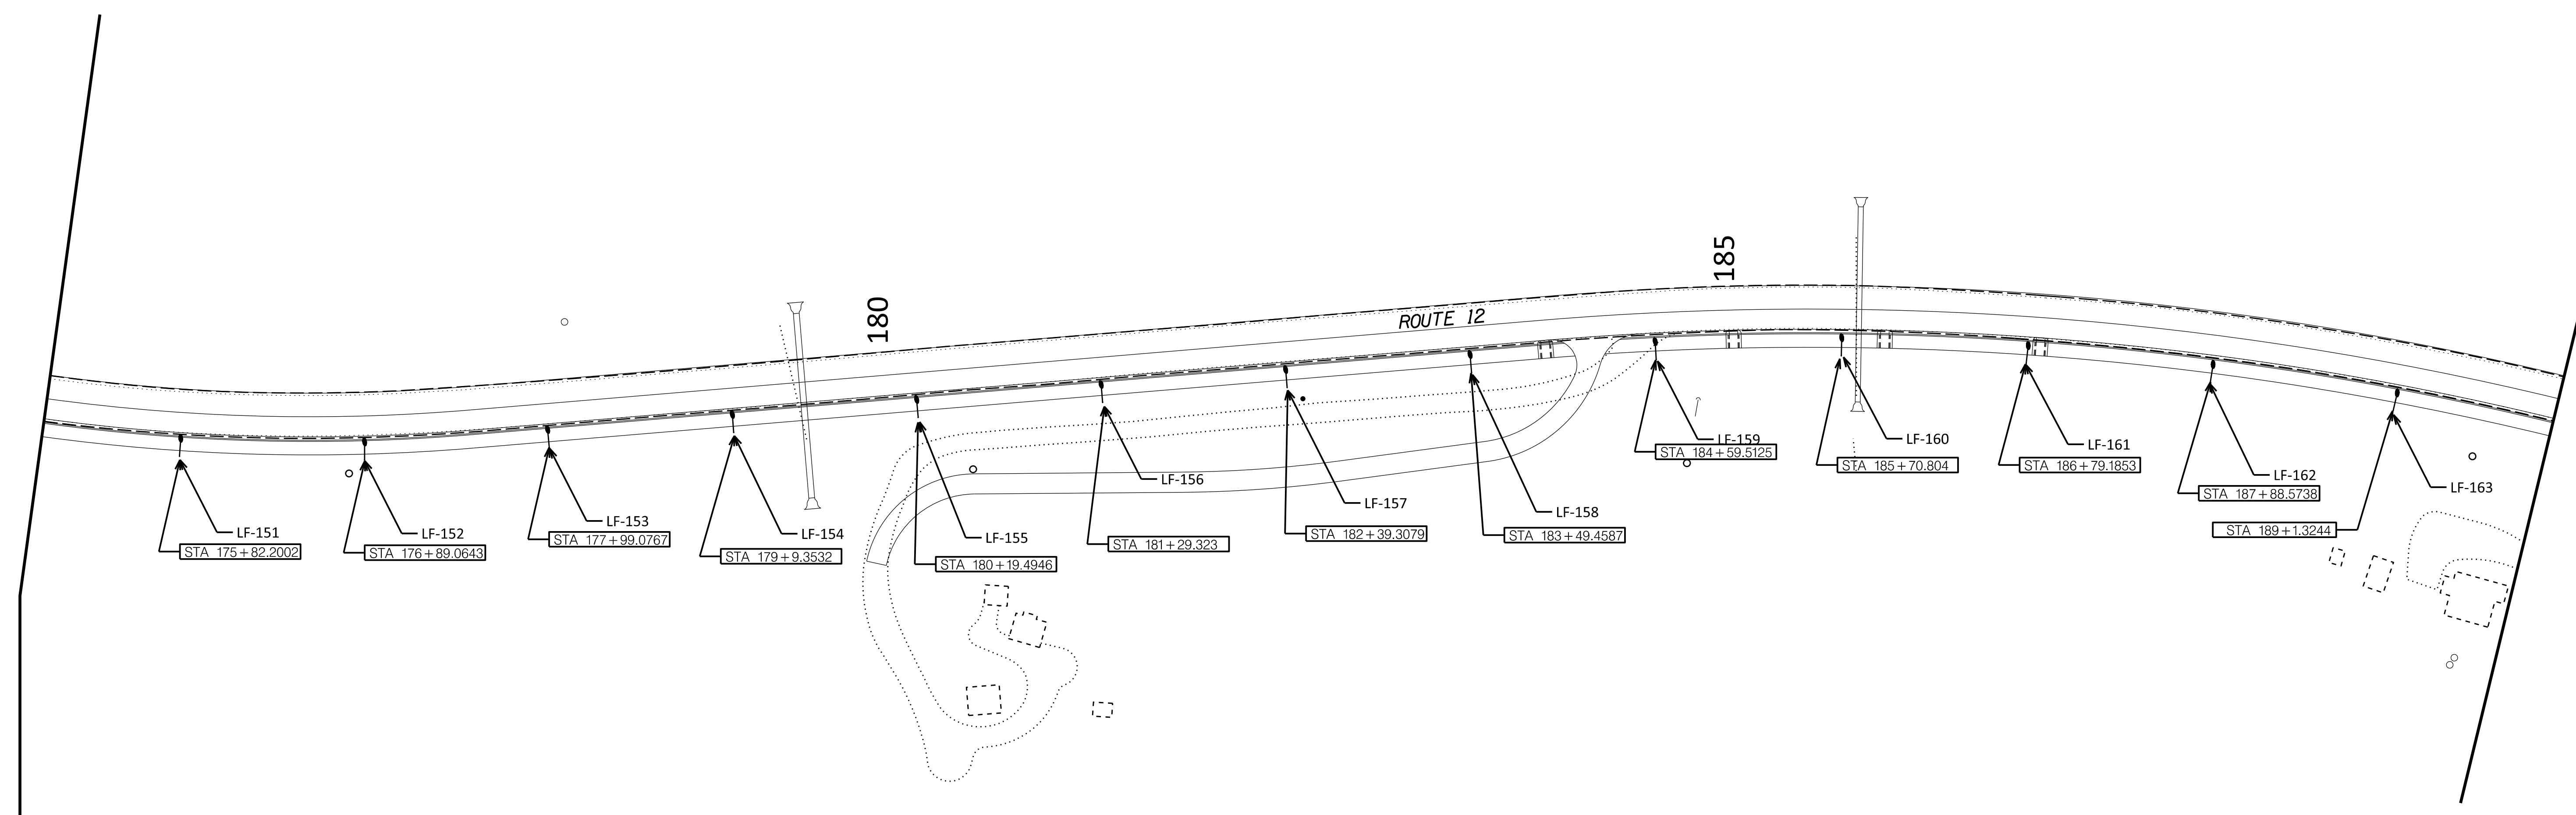 185
180
ROUTE 12
LF-151
STA 175+82.2002
LF-152
STA 176+89.0643
LF-153
STA 177+99.0767
LF-154
STA 179+9.3532
LF-155
STA 180+19.4946
LF-156
STA 181+29.323
LF-157
STA 182+39.3079
LF-158
STA 183+49.4587
LF-159
STA 184+59.5125
LF-160
STA 185+70.804
LF-161
STA 186+79.1853
LF-162
STA 187+88.5738
LF-163
STA 189+1.3244